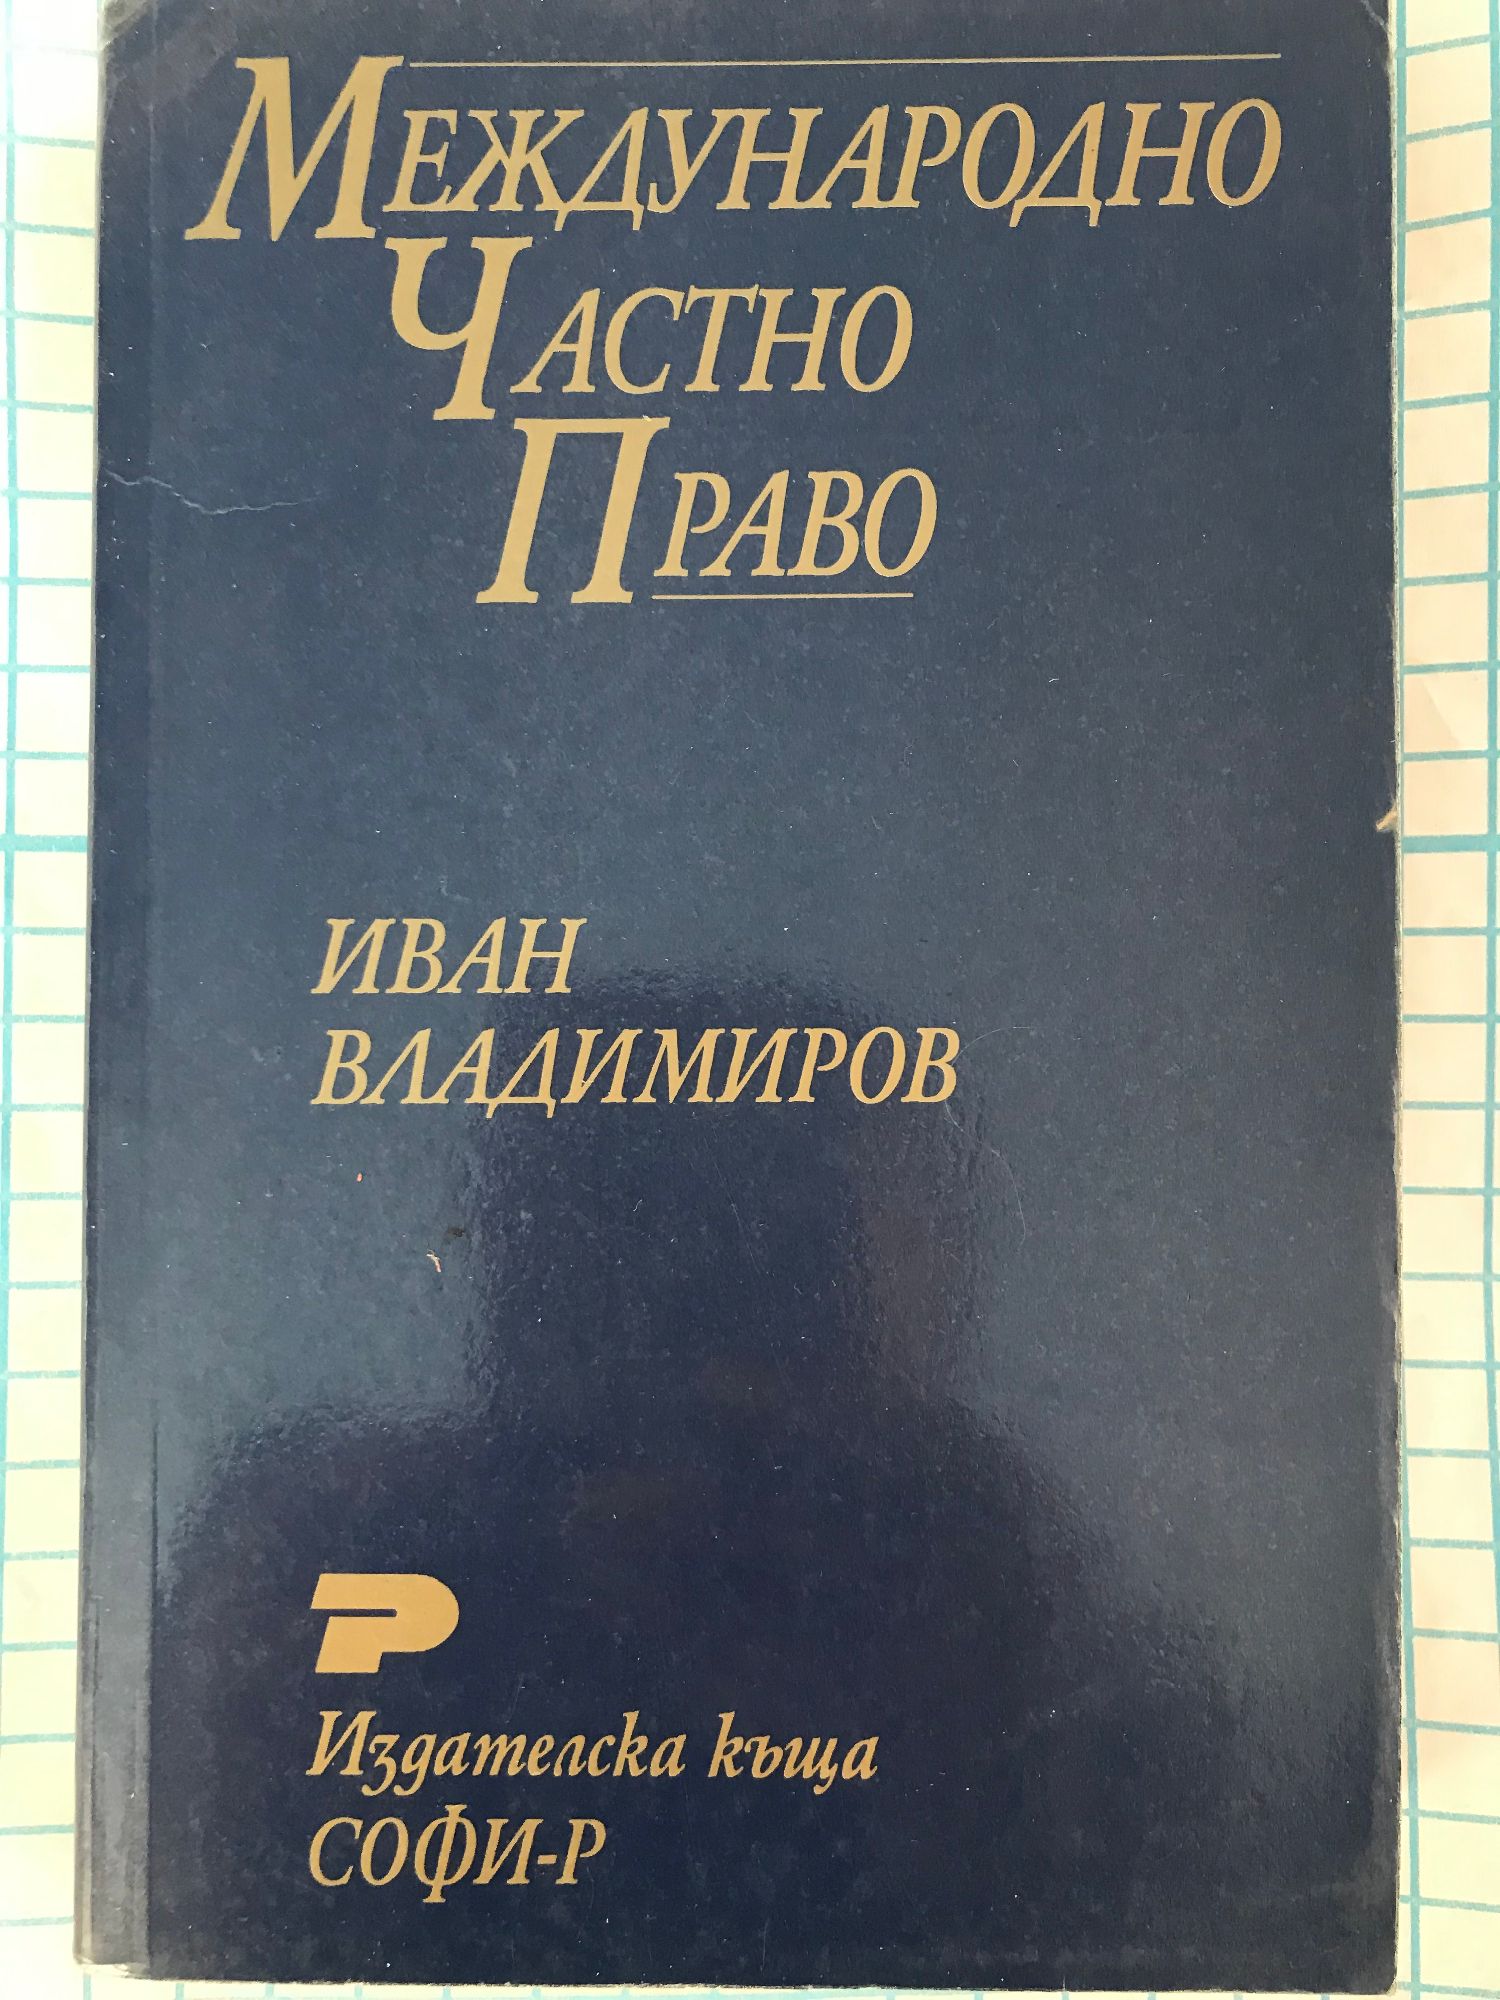 МЕЖДУНАРОДНО
ЧАСТНО
ПРАВО
ИВАН
ВЛАДИМИРОВ
Р
Издателска къща
СОФИ-Р